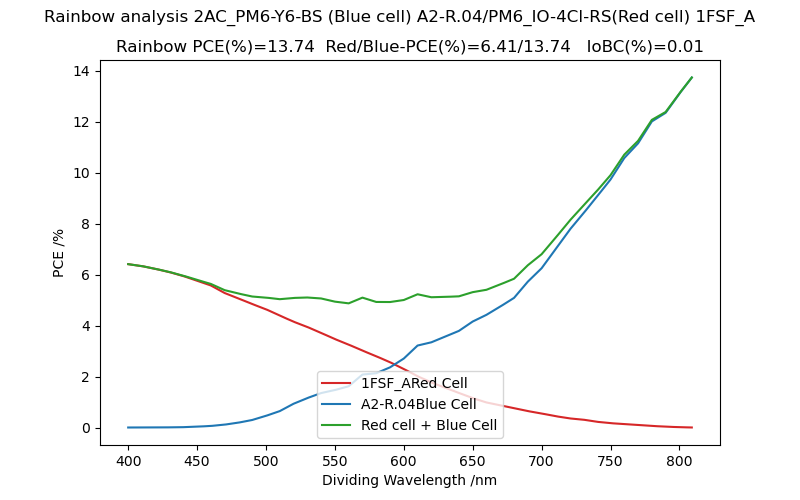 Rainbow analysis 2AC_PM6-Y6-BS (Blue cell) A2-R.04/PM6_IO-4Cl-RS(Red cell) 1FSF_A
Rainbow PCE(%)=13.74 Red/Blue-PCE(%)=6.41/13.74 IoBC(%)=0.01
PCE /%
14
12
10
8
6
4
2
0
1FSF_ARed Cell
A2-R.04Blue Cell
Red cell + Blue Cell
400 450 500 550 600 650 700 750 800
Dividing Wavelength /nm